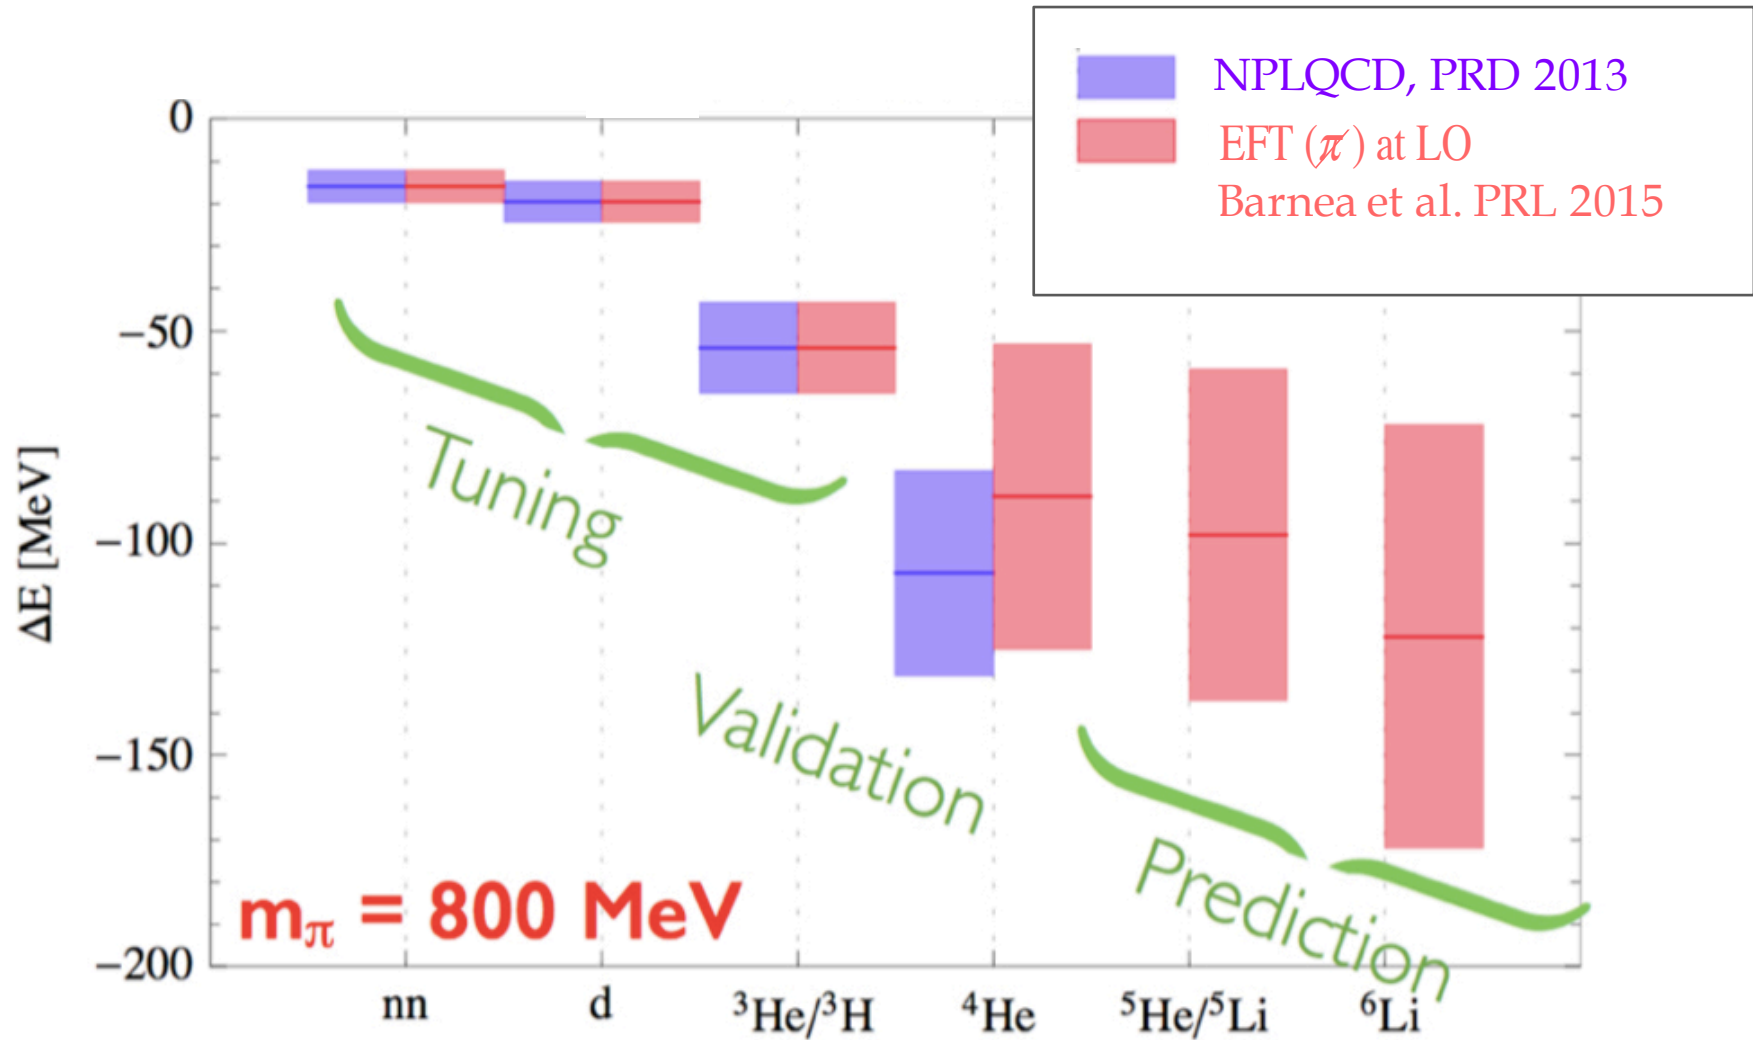 NPLQCD, PRD 2013
EFT (π̸) at LO
Barnea et al. PRL 2015
0
−50
−100
−150
−200
ΔE [MeV]
Tuning
Validation
Prediction
mπ = 800 MeV
nn
d
³He/³H
⁴He
⁵He/⁵Li
⁶Li